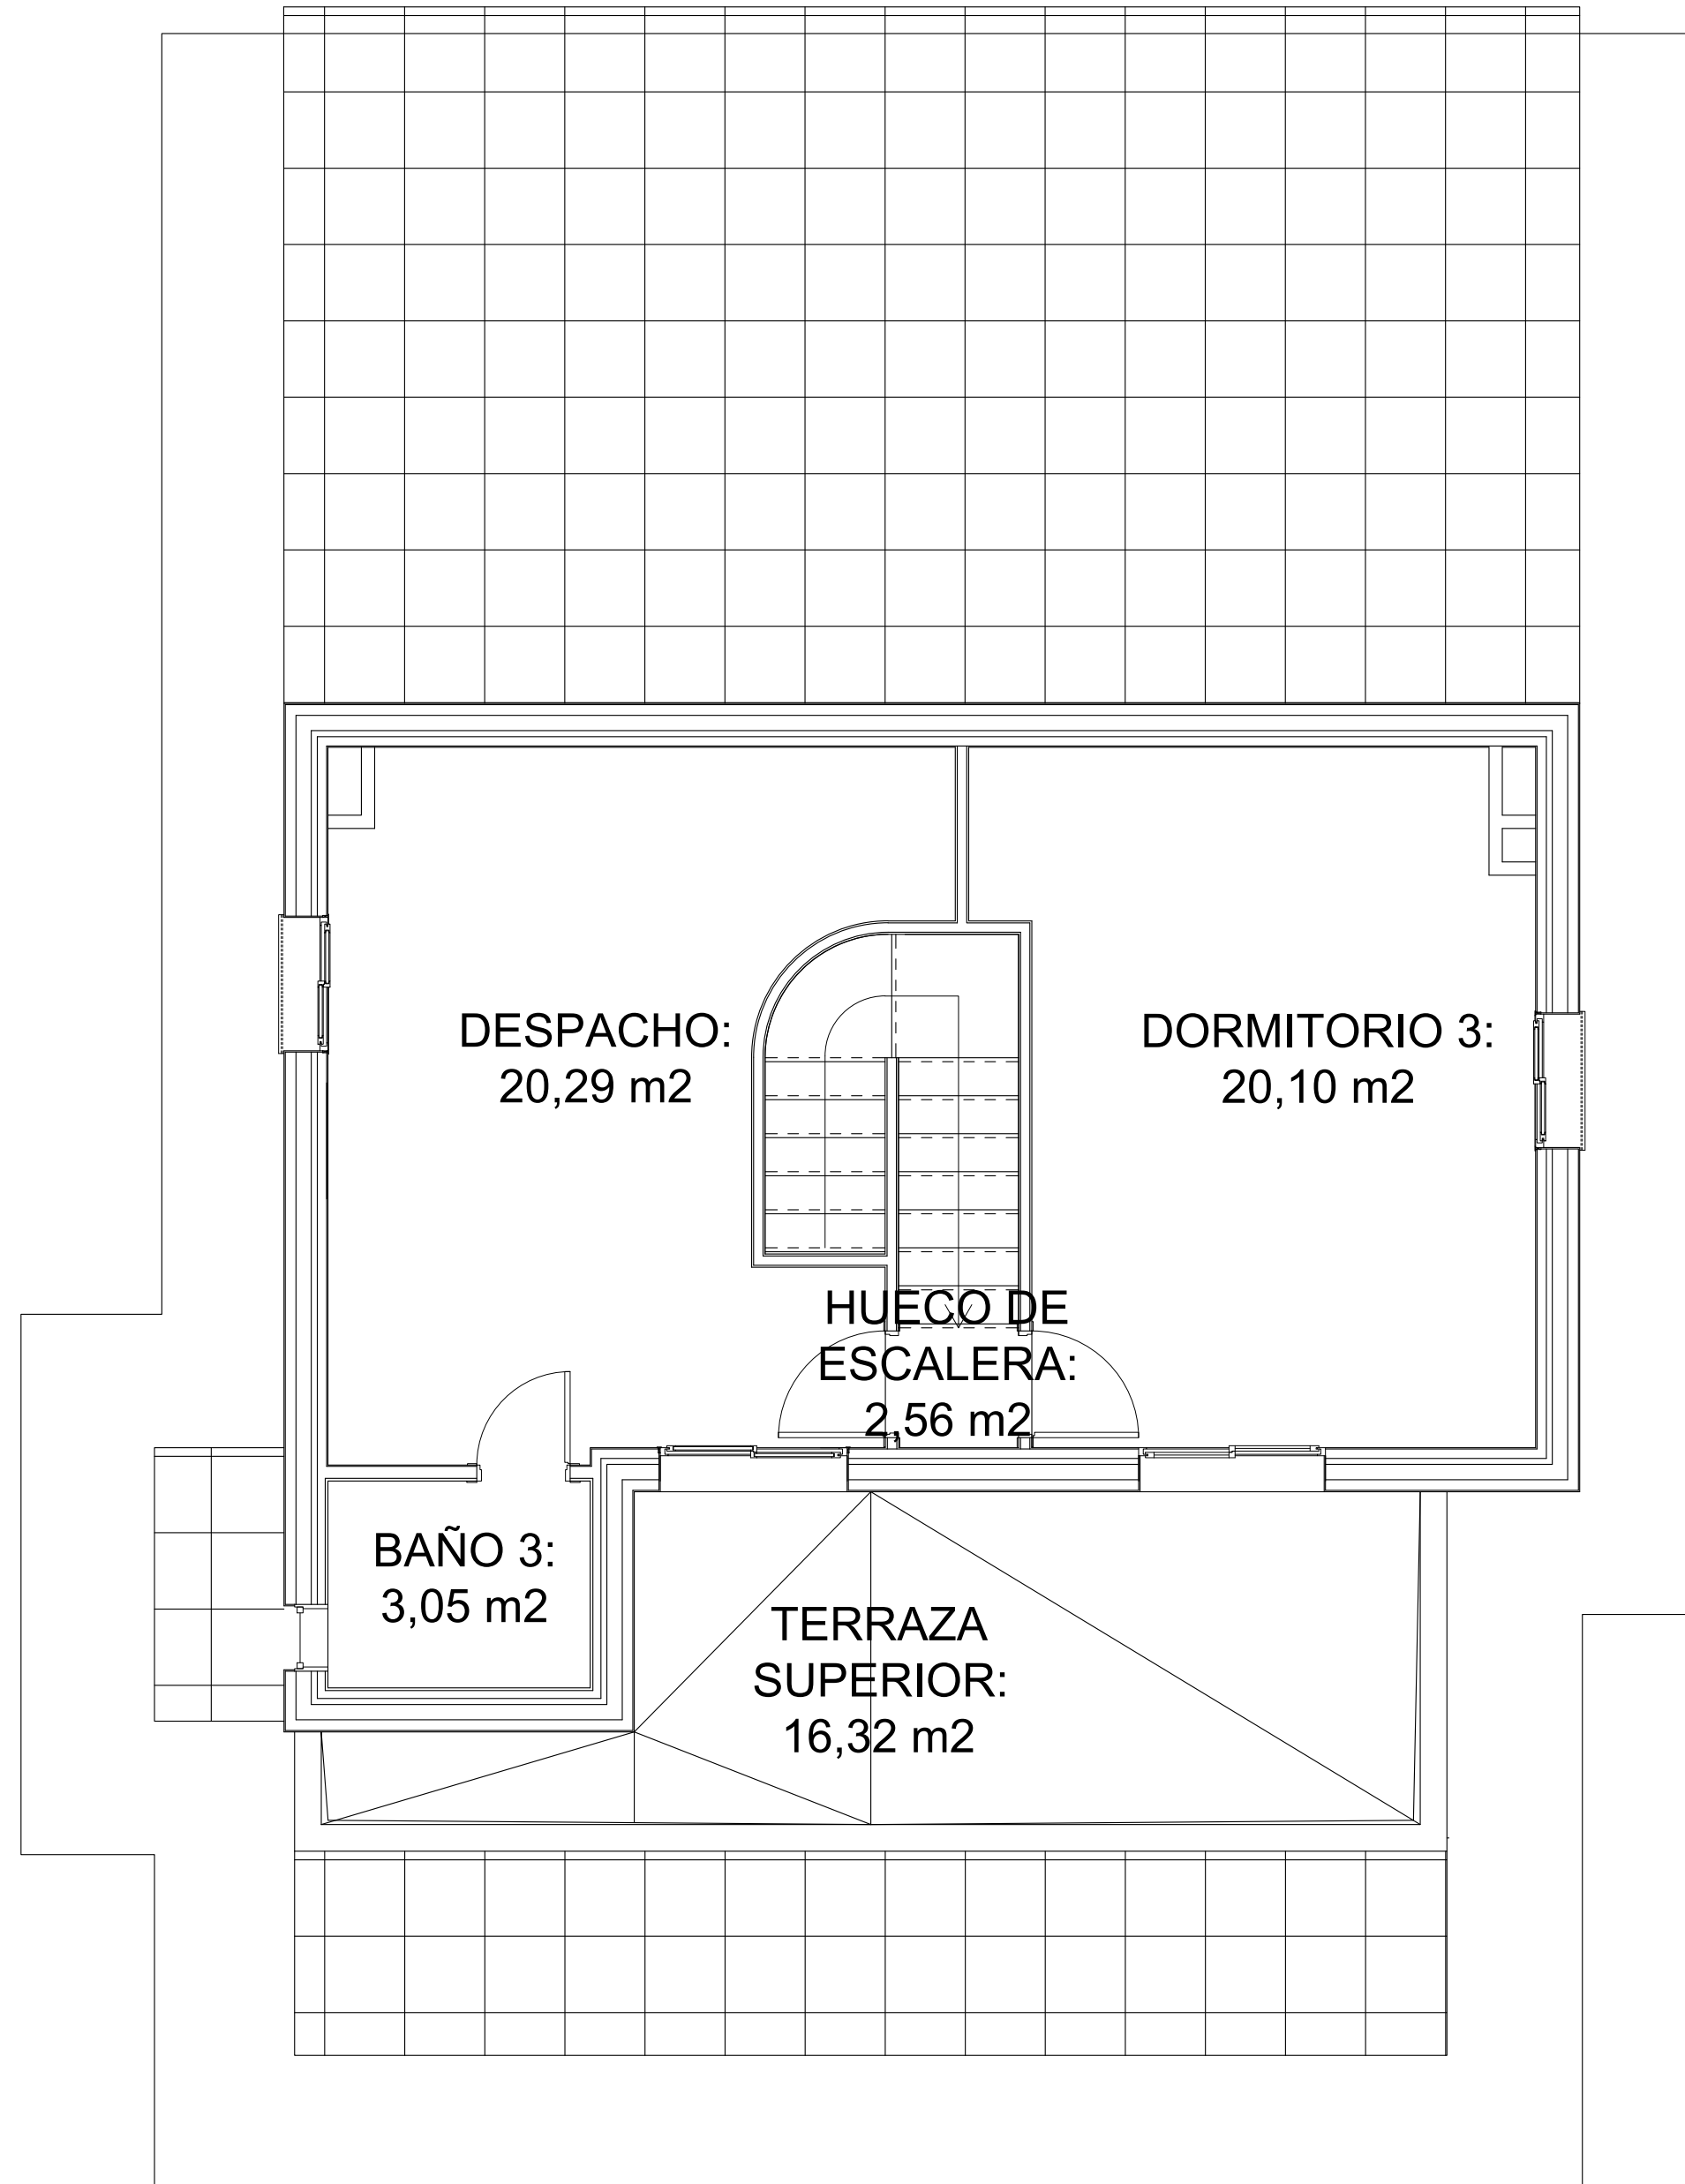 DESPACHO:
20,29 m2
DORMITORIO 3:
20,10 m2
HUECO DE
ESCALERA:
2,56 m2
BAÑO 3:
3,05 m2
TERRAZA
SUPERIOR:
16,32 m2